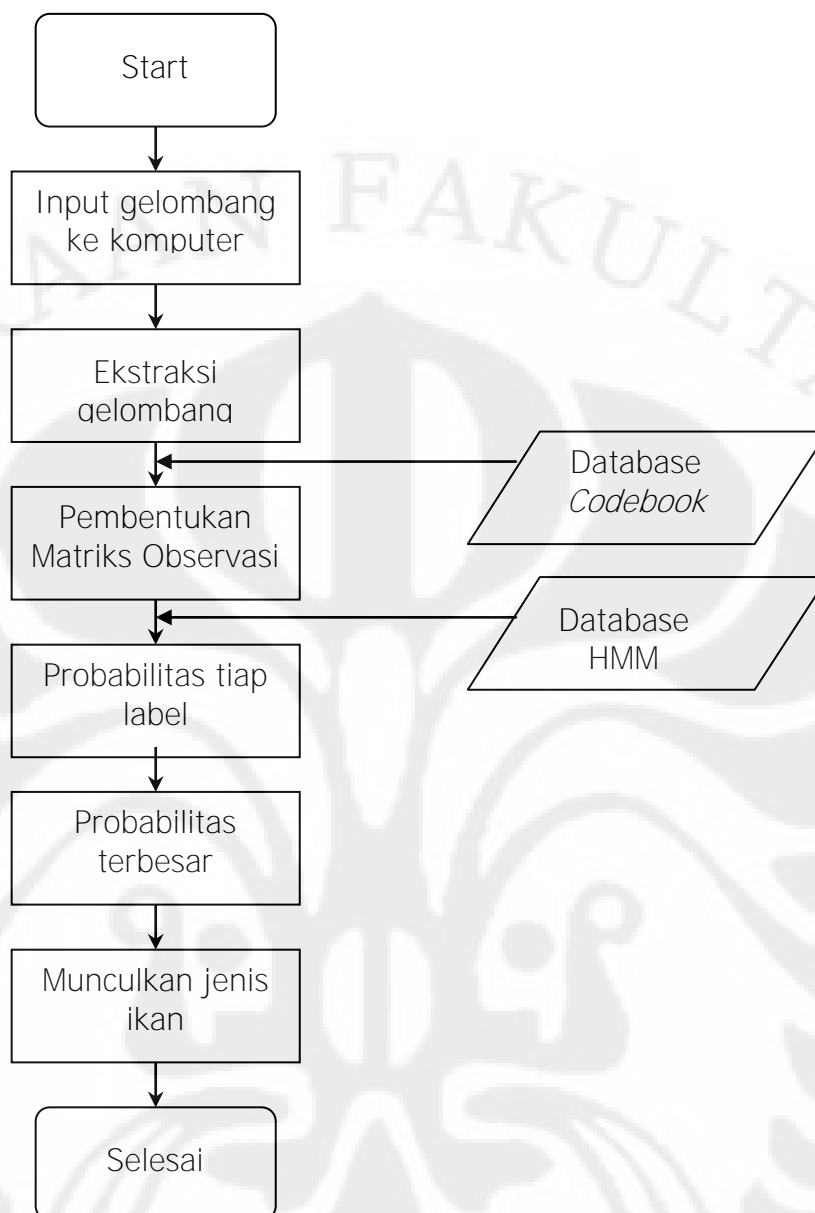 Start
Input gelombang
ke komputer
Ekstraksi
gelombang
Database
Codebook
Pembentukan
Matriks Observasi
Database
HMM
Probabilitas tiap
label
Probabilitas
terbesar
Munculkan jenis
ikan
Selesai